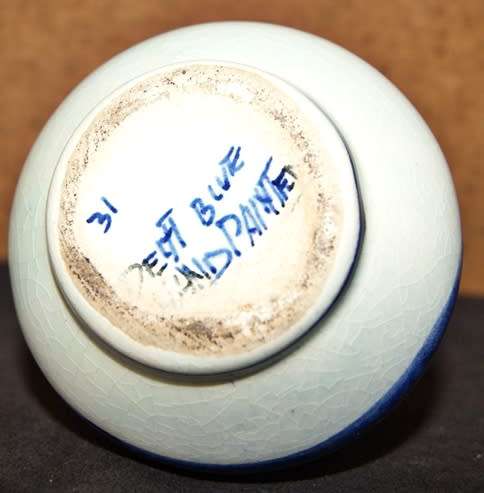 31
DELFT BLUE
HANDPAINTED